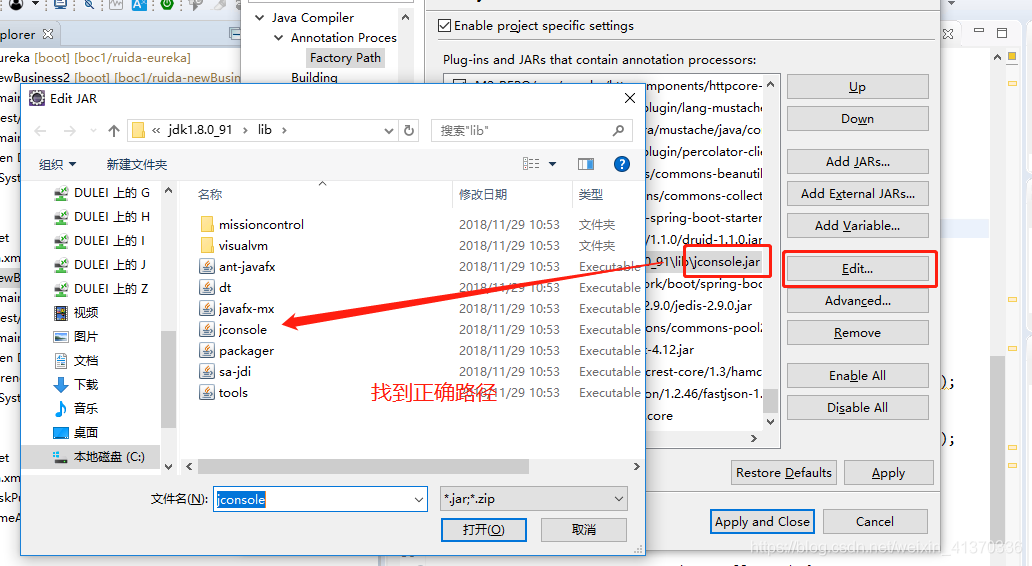 plorer
ureka [boot] [boc1/ruida-eureka]
ewBusiness2 [boot] [boc1/ruida-newBusin
Java Compiler
Annotation Proces
Factory Path
Building
Enable project specific settings
Plug-ins and JARs that contain annotation processors:
mponents/httpcore-
plugin/lang-mustache
va/mustache/java/co
plugin/percolator-clie
s/commons-beanutil
s/commons-collect
-spring-boot-starter
/1.1.0/druid-1.1.0.jar
0_91\lib\jconsole.jar
ork/boot/spring-boo
2.9.0/jedis-2.9.0.jar
ons/commons-pool2
t-4.12.jar
crest-core/1.3/hamc
on/1.2.46/fastjson-1.
core
Up
Down
Add JARs...
Add External JARs...
Add Variable...
Edit...
Advanced...
Remove
Enable All
Disable All
Restore Defaults
Apply
Apply and Close
Cancel
Edit JAR
« jdk1.8.0_91 › lib ›
搜索"lib"
组织
新建文件夹
名称 修改日期 类型
DULEI 上的 G
DULEI 上的 H
DULEI 上的 I
DULEI 上的 J
DULEI 上的 Z
视频
图片
文档
下载
音乐
桌面
本地磁盘 (C:)
missioncontrol 2018/11/29 10:53 文件夹
visualvm 2018/11/29 10:53 文件夹
ant-javafx 2018/11/29 10:53 Executable
dt 2018/11/29 10:53 Executable
javafx-mx 2018/11/29 10:53 Executable
jconsole 2018/11/29 10:53 Executable
packager 2018/11/29 10:53 Executable
sa-jdi 2018/11/29 10:53 Executable
tools 2018/11/29 10:53 Executable
找到正确路径
文件名(N): jconsole
*.jar;*.zip
打开(O)
取消
);
);
https://blog.csdn.net/weixin_41370336